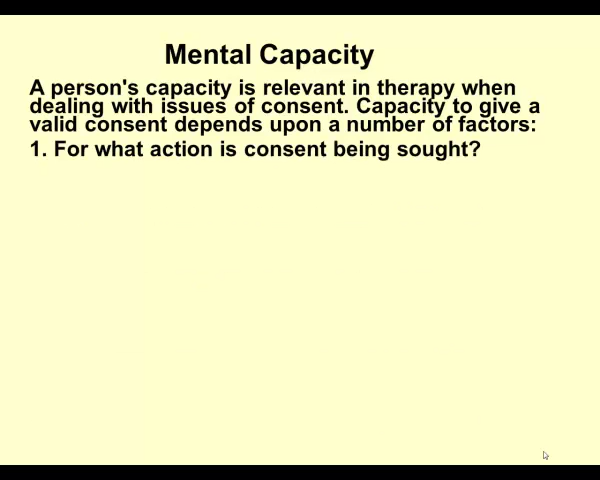 Mental Capacity
A person's capacity is relevant in therapy when
dealing with issues of consent. Capacity to give a
valid consent depends upon a number of factors:
1. For what action is consent being sought?